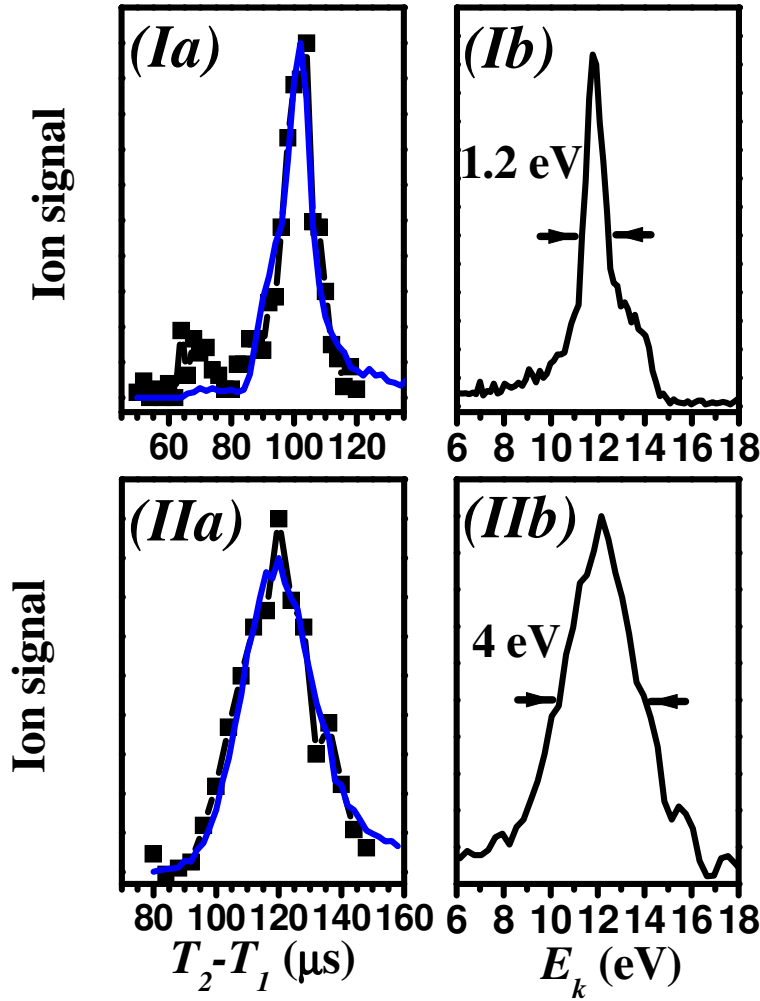 (Ia)
(Ib)
Ion signal
1.2 eV
60 80 100 120
6 8 10 12 14 16 18
(IIa)
(IIb)
Ion signal
4 eV
80 100 120 140 160
6 8 10 12 14 16 18
T2-T1 (μs)
Ek (eV)